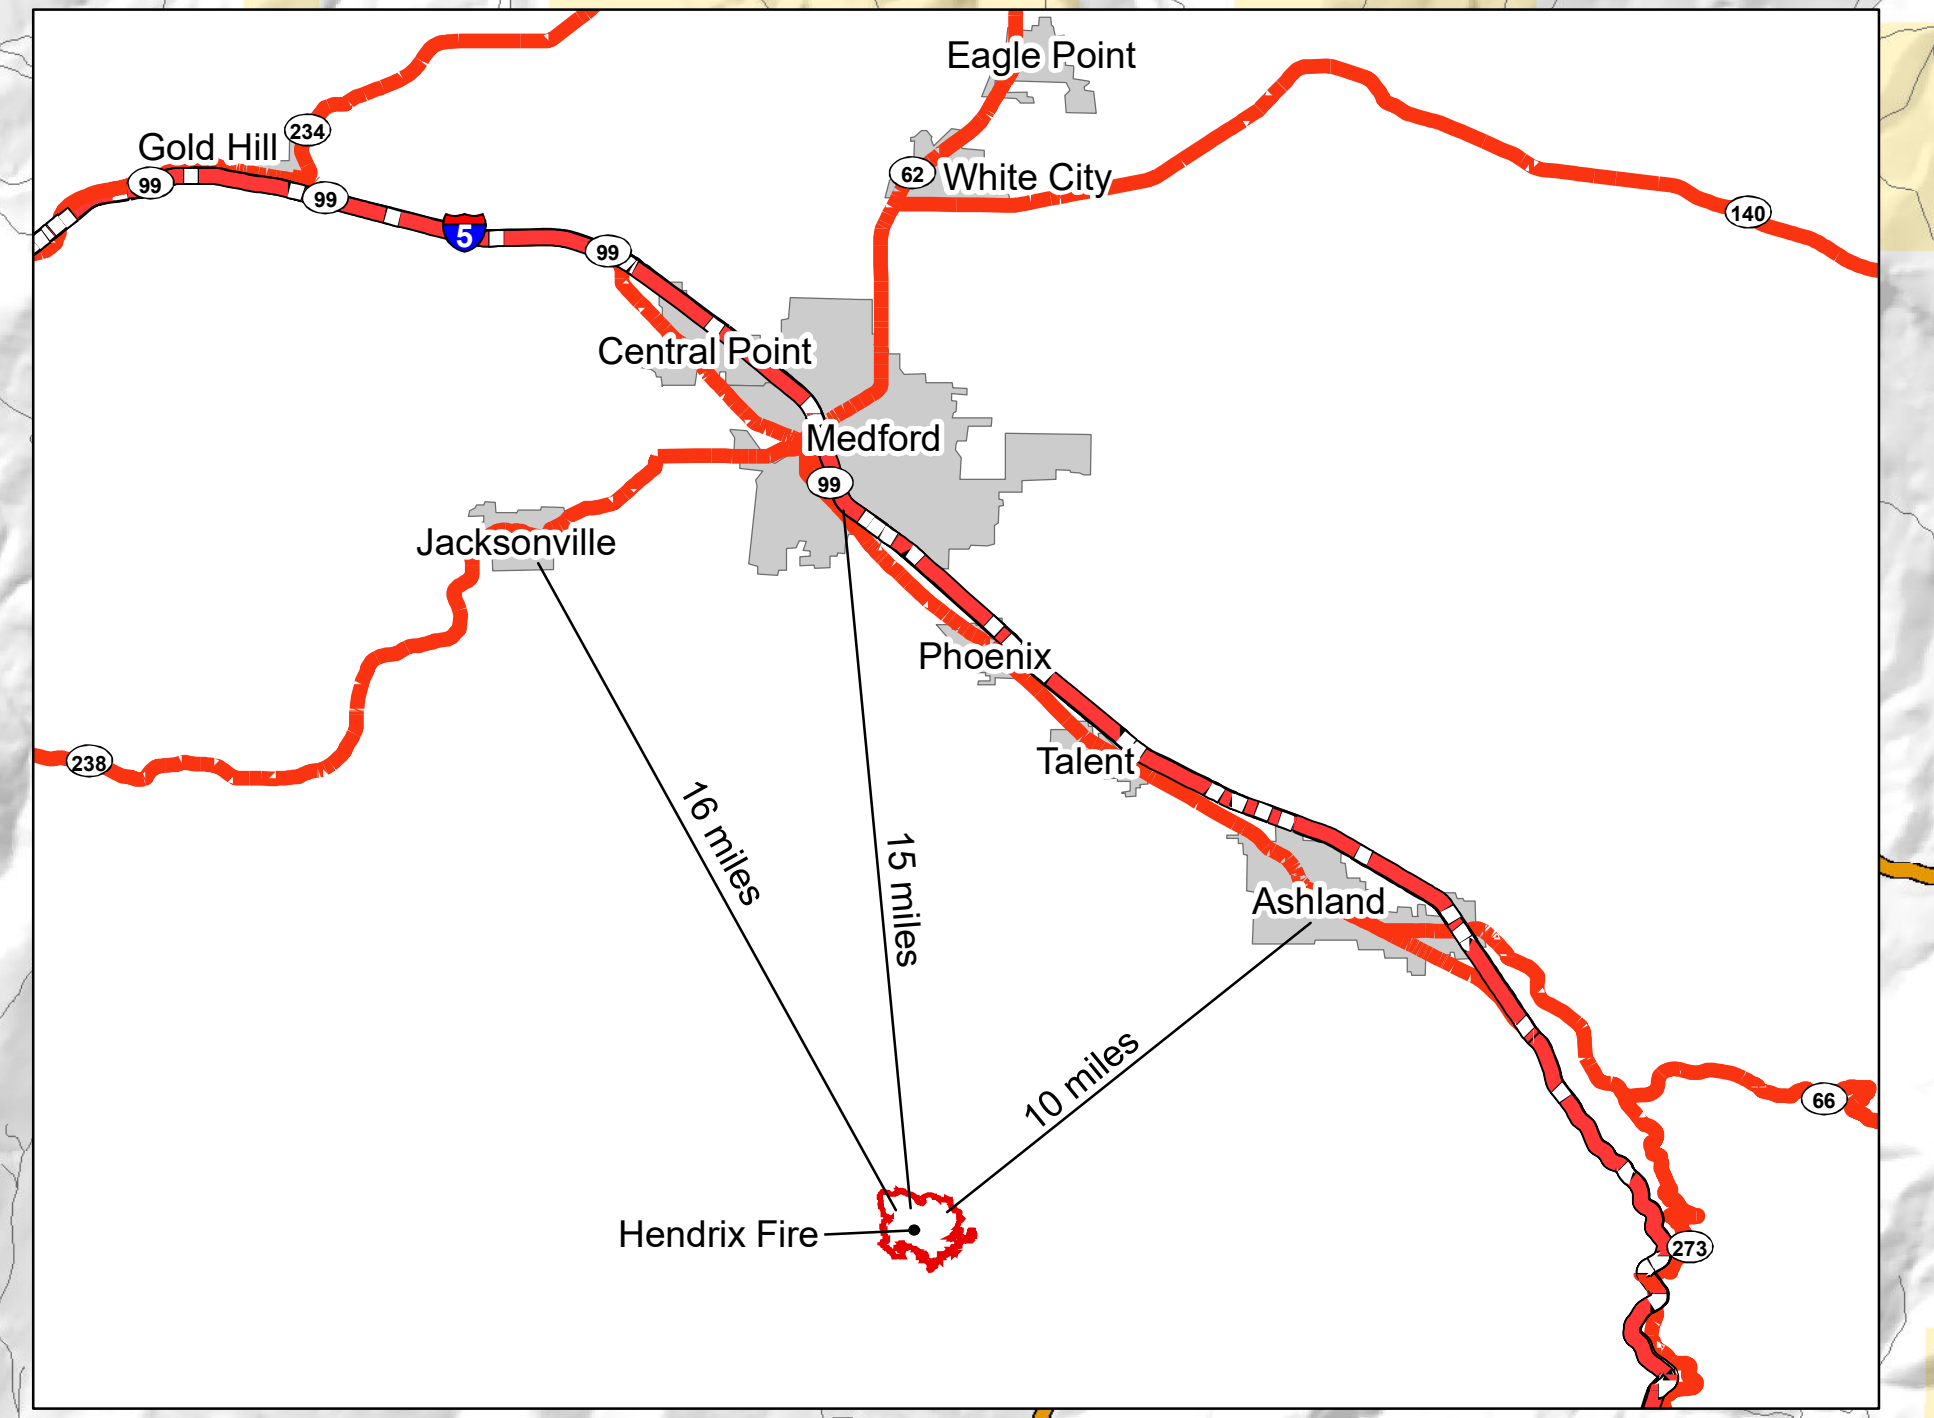 Eagle Point
234
Gold Hill
62
White City
99
99
140
5
99
Central Point
Medford
99
Jacksonville
Phoenix
238
Talent
16 miles
15 miles
Ashland
10 miles
66
Hendrix Fire
273